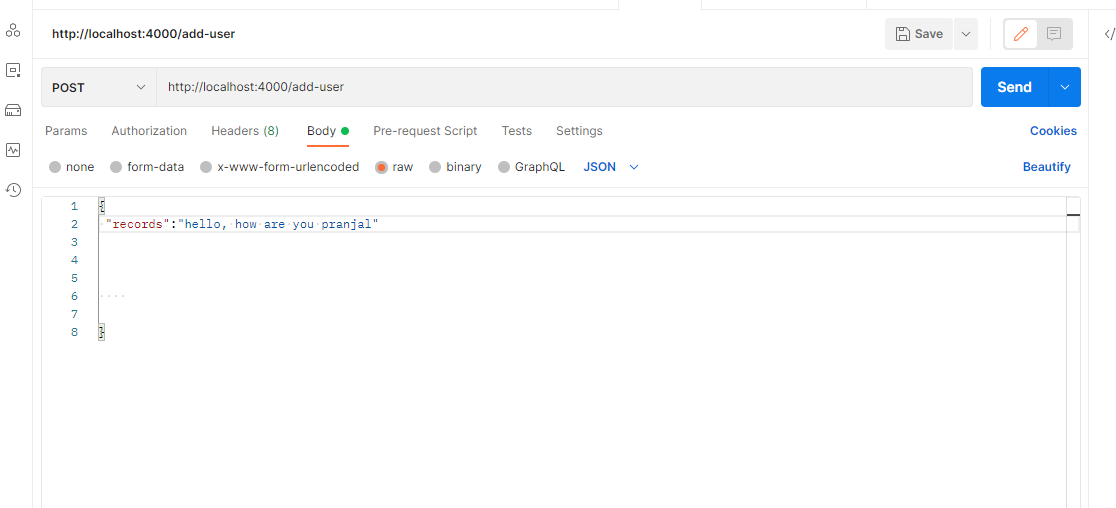 http://localhost:4000/add-user
Save
</>
POST
http://localhost:4000/add-user
Send
Params Authorization Headers (8) Body Pre-request Script Tests Settings Cookies
none form-data x-www-form-urlencoded raw binary GraphQL JSON Beautify
1 {
2 "records":"hello, how are you pranjal"
3
4
5
6
7
8 }